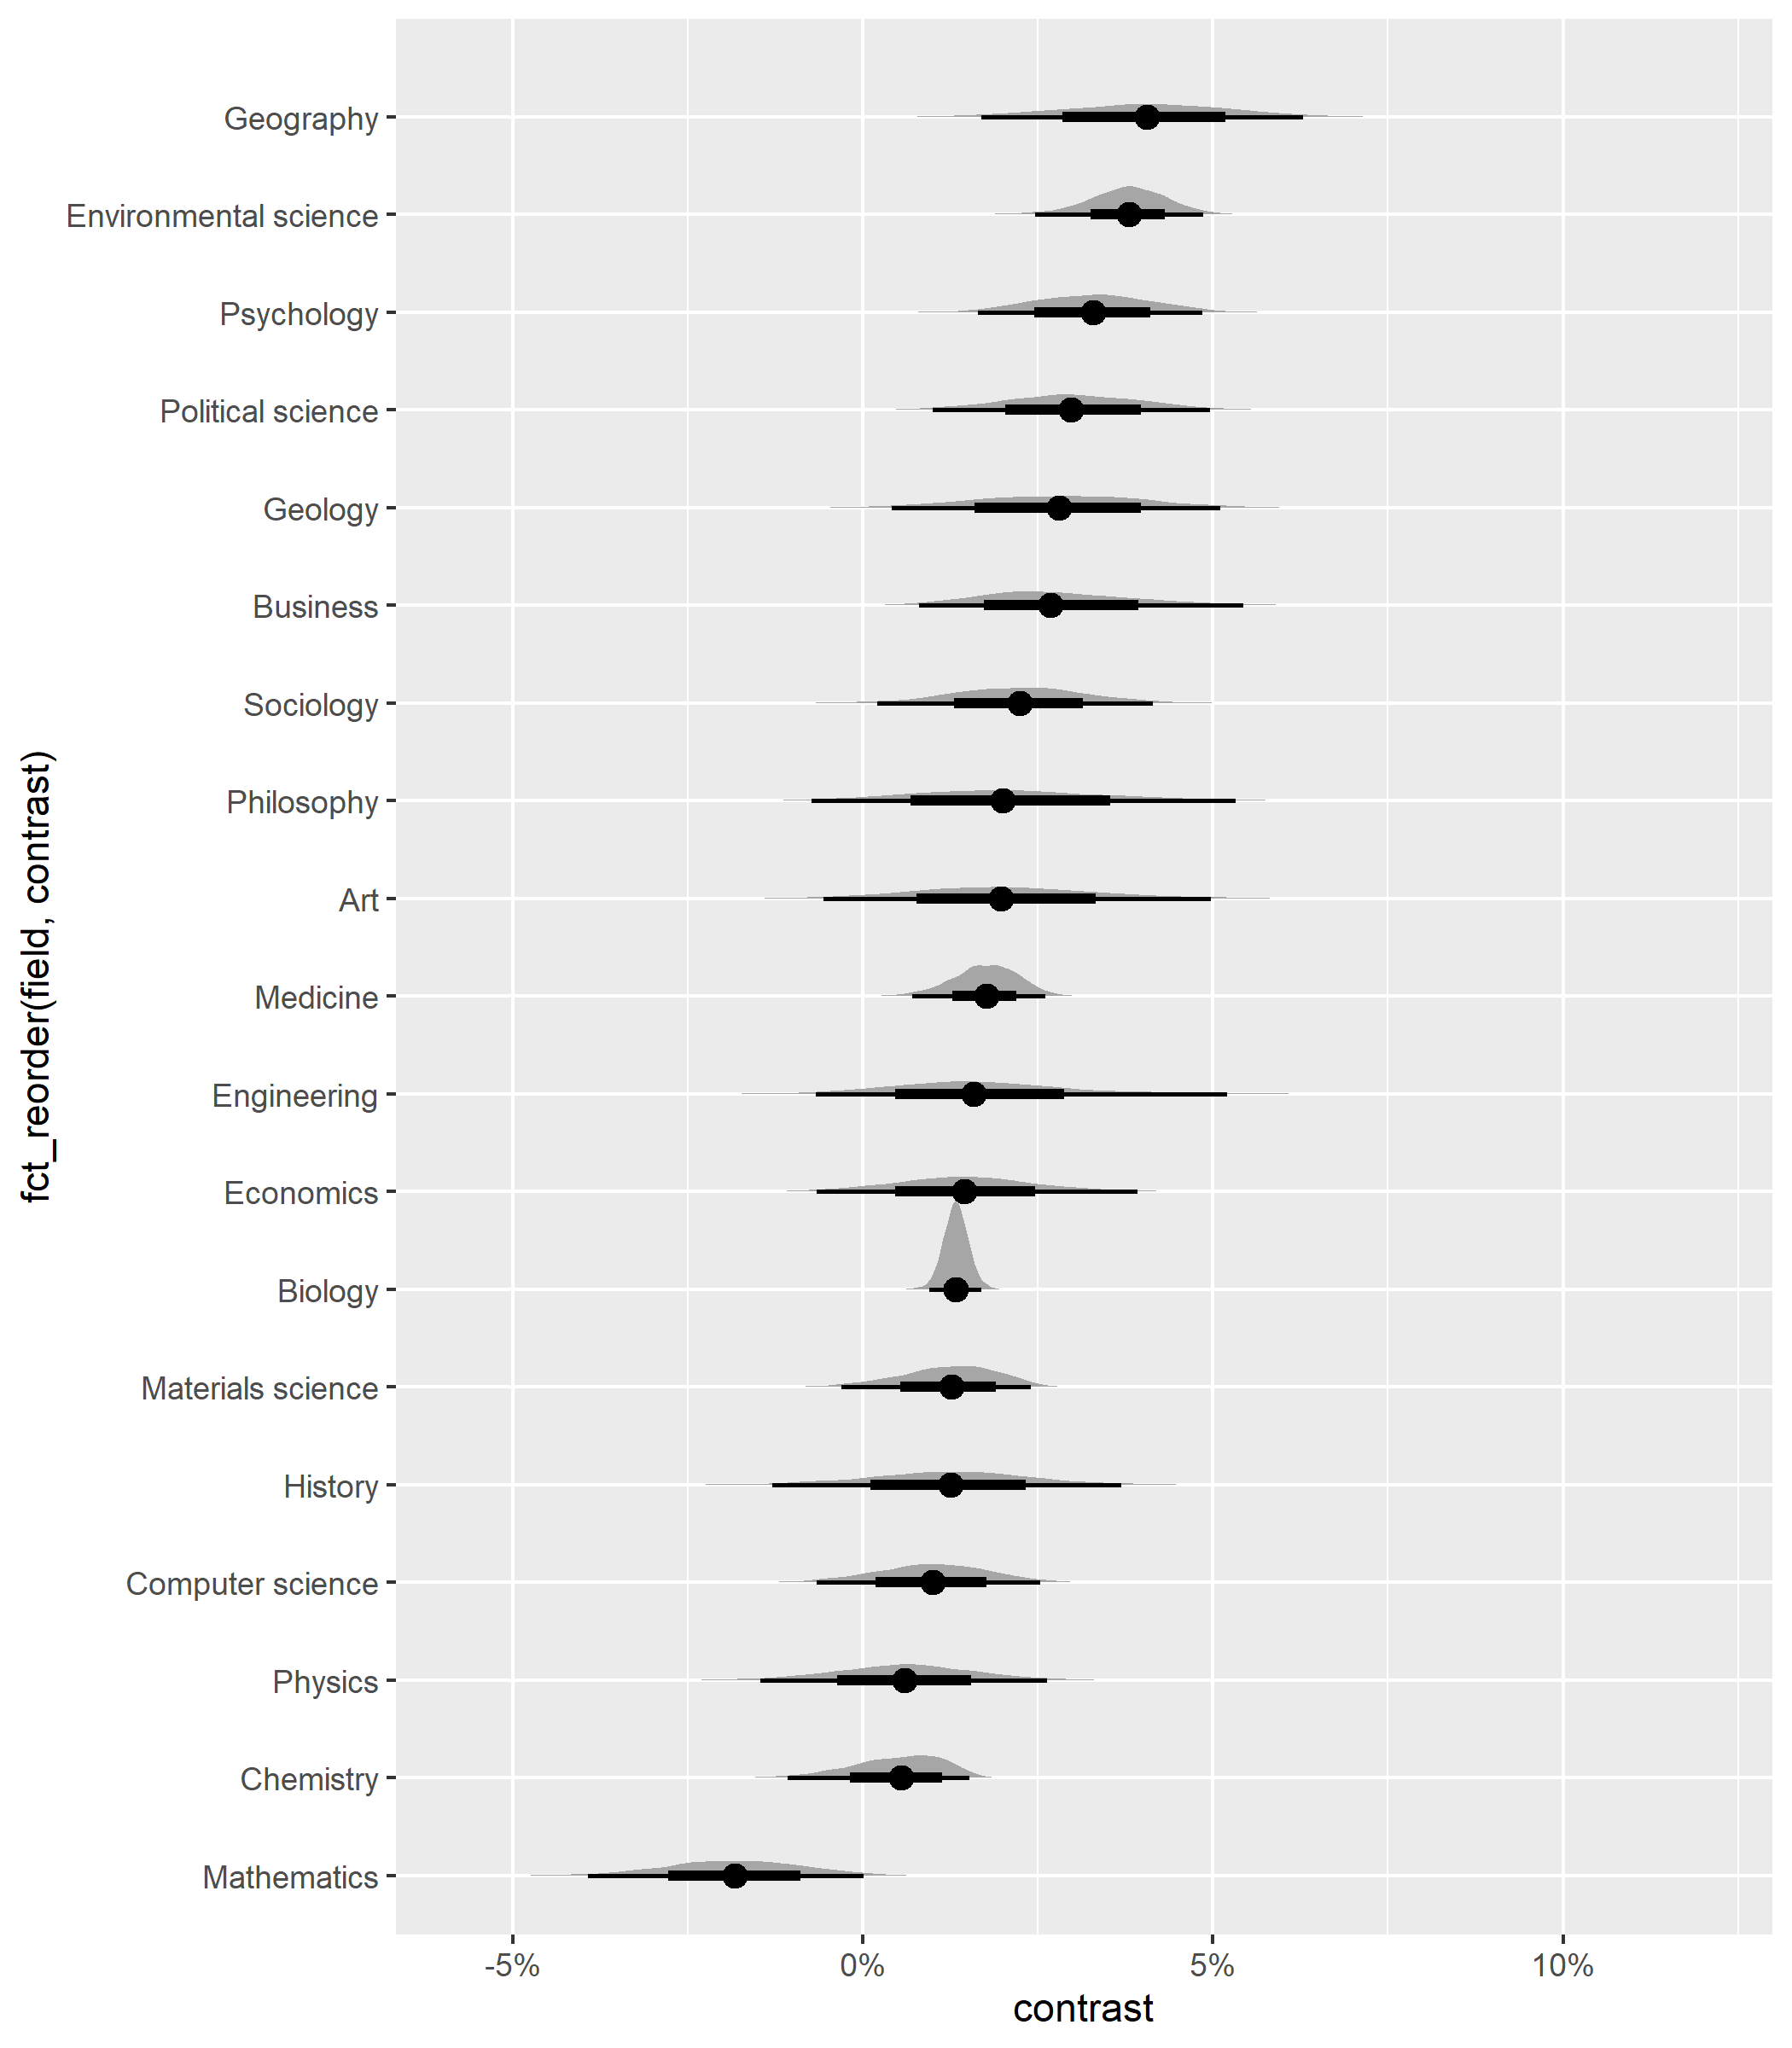 Geography
Environmental science
Psychology
Political science
Geology
Business
Sociology
Philosophy
Art
Medicine
Engineering
Economics
Biology
Materials science
History
Computer science
Physics
Chemistry
Mathematics
fct_reorder(field, contrast)
-5% 0% 5% 10%
contrast